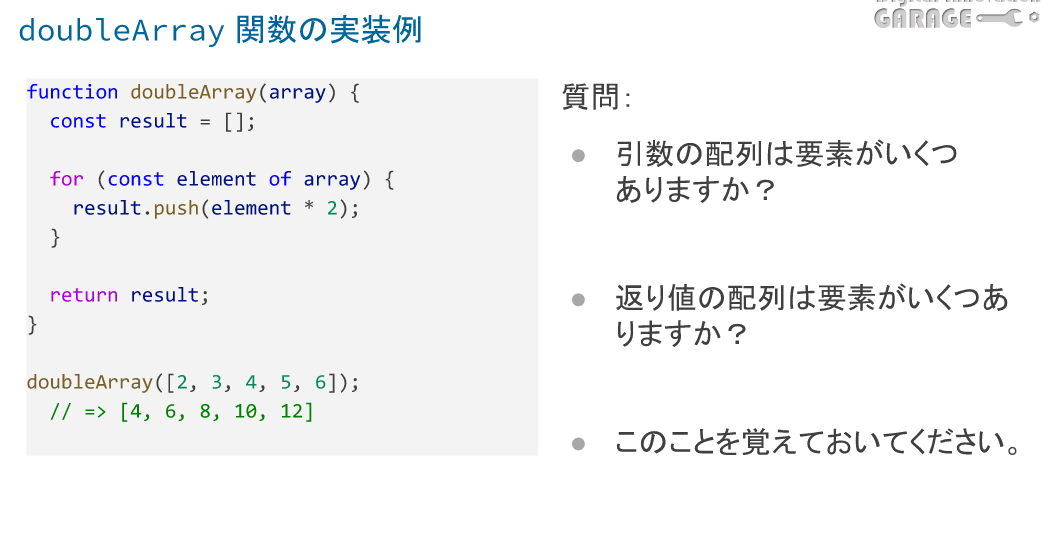 doubleArray 関数の実装例
GARAGE
function doubleArray(array) {
  const result = [];
  for (const element of array) {
    result.push(element * 2);
  }
  return result;
}
doubleArray([2, 3, 4, 5, 6]);
  // => [4, 6, 8, 10, 12]
質問:
● 引数の配列は要素がいくつ
ありますか？
● 返り値の配列は要素がいくつあ
りますか？
● このことを覚えておいてください。